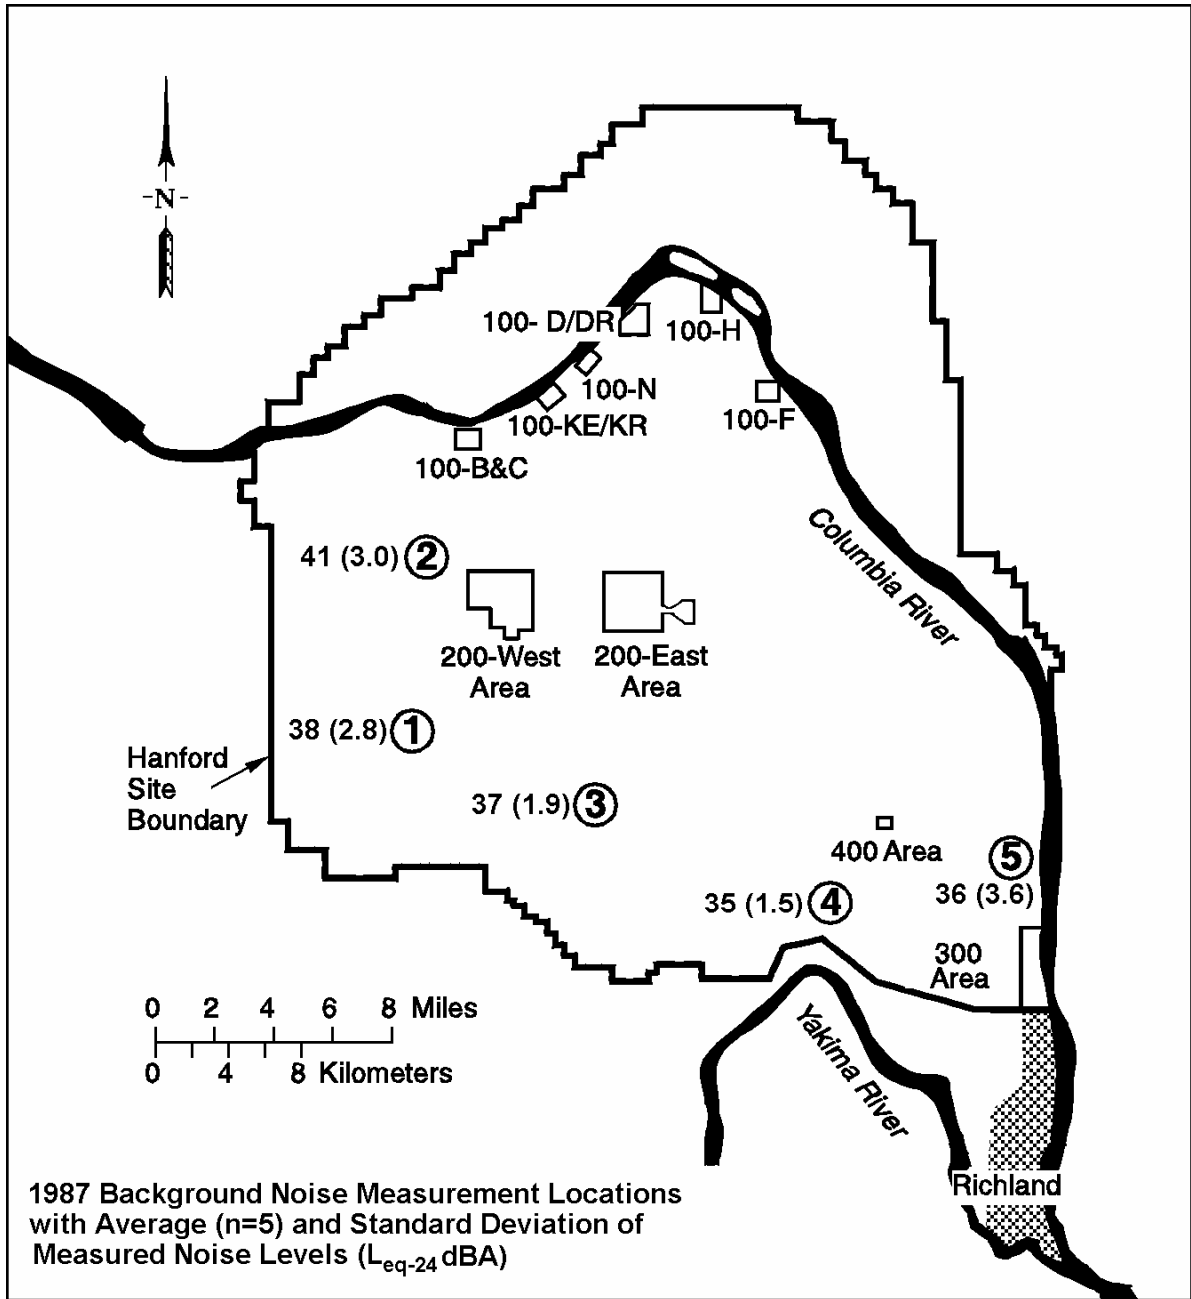 -N-
100- D/DR
100-H
100-N
100-F
100-KE/KR
100-B&C
Columbia River
41 (3.0) 2
200-West
Area
200-East
Area
38 (2.8) 1
Hanford
Site
Boundary
37 (1.9) 3
400 Area
5
36 (3.6)
35 (1.5) 4
300
Area
0 2 4 6 8 Miles
0 4 8 Kilometers
Yakima River
Richland
1987 Background Noise Measurement Locations
with Average (n=5) and Standard Deviation of
Measured Noise Levels (Leq-24 dBA)